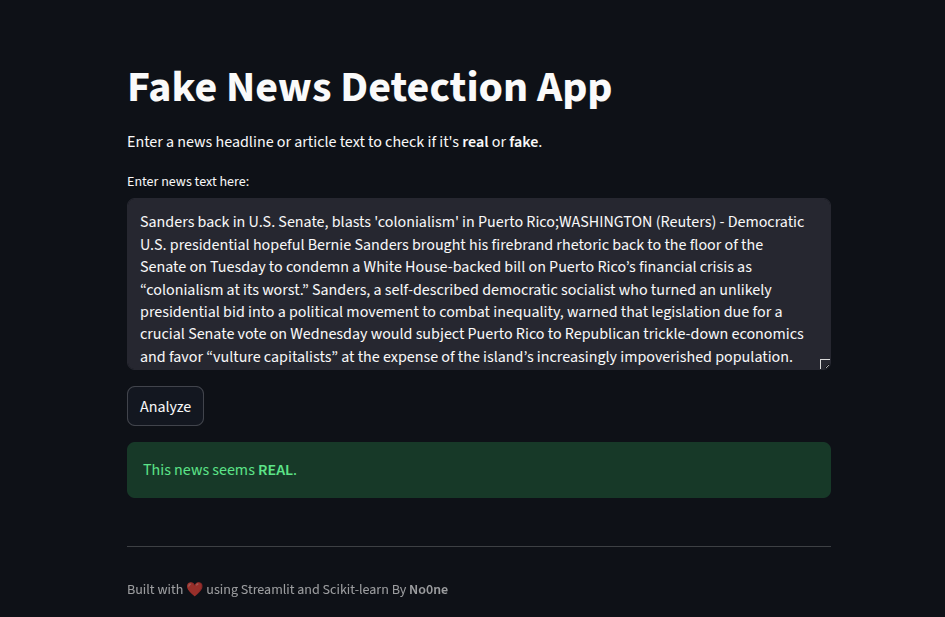 Fake News Detection App
Enter a news headline or article text to check if it's real or fake.
Enter news text here:
Sanders back in U.S. Senate, blasts 'colonialism' in Puerto Rico;WASHINGTON (Reuters) - Democratic
U.S. presidential hopeful Bernie Sanders brought his firebrand rhetoric back to the floor of the
Senate on Tuesday to condemn a White House-backed bill on Puerto Rico’s financial crisis as
“colonialism at its worst.” Sanders, a self-described democratic socialist who turned an unlikely
presidential bid into a political movement to combat inequality, warned that legislation due for a
crucial Senate vote on Wednesday would subject Puerto Rico to Republican trickle-down economics
and favor “vulture capitalists” at the expense of the island’s increasingly impoverished population.
Analyze
This news seems REAL.
Built with ❤️ using Streamlit and Scikit-learn By No0ne